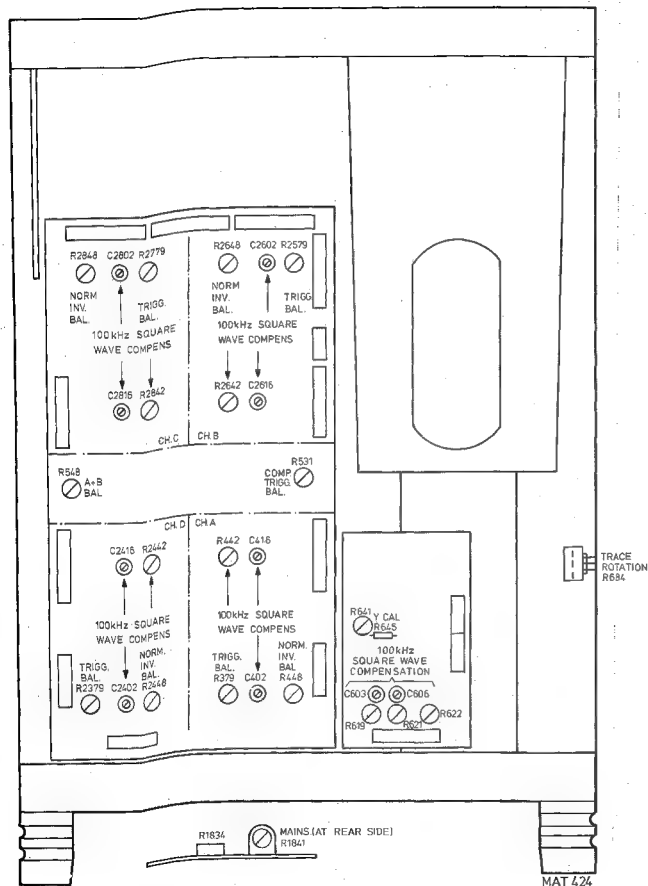 R2848 C2802 R2779
NORM
INV.
BAL.
TRIGG.
BAL.
100kHz SQUARE
WAVE COMPENS
C2816 R2842
CH.C
R2648 C2602 R2579
NORM
INV.
BAL.
TRIGG
BAL.
100kHz SQUARE
WAVE COMPENS
R2642 C2616
CH.B
R548
A+B
BAL
R531
COMP.
TRIGG
BAL.
CH.D
C2416 R2442
100kHz SQUARE
WAVE COMPENS
TRIGG.
BAL.
R2379
C2402
NORM.
INV.
BAL.
R2448
CH.A
R442 C416
100kHz SQUARE
WAVE COMPENS
TRIGG.
BAL.
R379
C402
NORM.
INV.
BAL
R448
R641
Y CAL
R645
100kHz
SQUARE WAVE
COMPENSATION
C603
C606
R619
R621
R622
TRACE
ROTATION
R684
R1834
MAINS.(AT REAR SIDE)
R1841
MAT 424